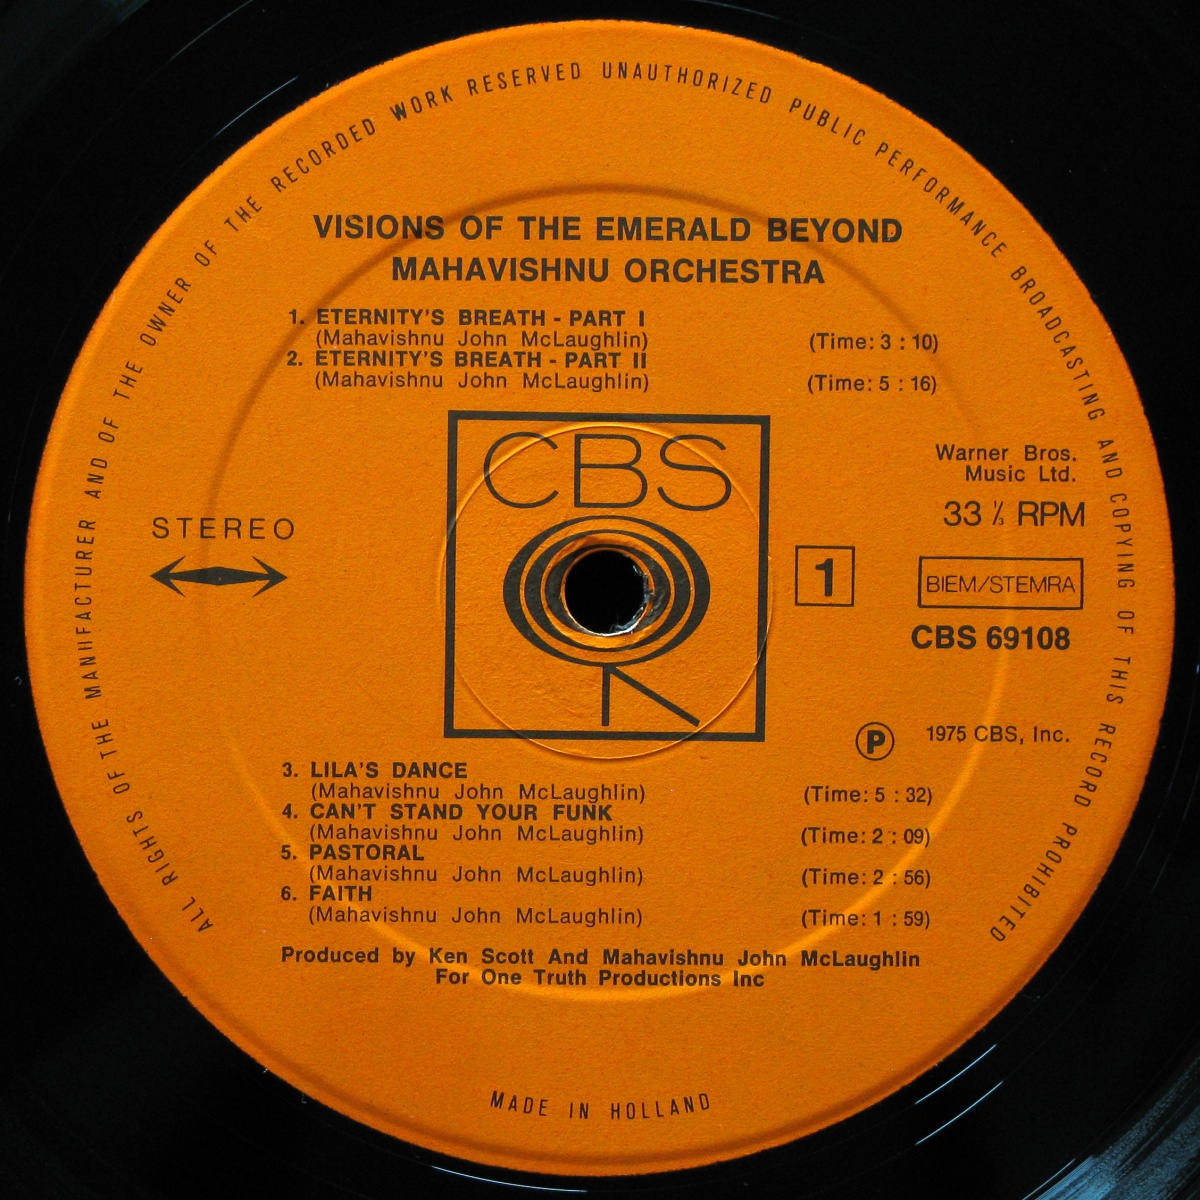 ALL RIGHTS OF THE MANUFACTURER AND OF THE OWNER OF THE RECORDED WORK RESERVED UNAUTHORIZED PUBLIC PERFORMANCE BROADCASTING AND COPYING OF THIS RECORD PROHIBITED
VISIONS OF THE EMERALD BEYOND
MAHAVISHNU ORCHESTRA
1. ETERNITY'S BREATH - PART I
(Mahavishnu John McLaughlin) (Time: 3 : 10)
2. ETERNITY'S BREATH - PART II
(Mahavishnu John McLaughlin) (Time: 5 : 16)
CBS
Warner Bros.
Music Ltd.
33 ⅓ RPM
STEREO
1
BIEM/STEMRA
CBS 69108
℗ 1975 CBS, Inc.
3. LILA'S DANCE
(Mahavishnu John McLaughlin) (Time: 5 : 32)
4. CAN'T STAND YOUR FUNK
(Mahavishnu John McLaughlin) (Time: 2 : 09)
5. PASTORAL
(Mahavishnu John McLaughlin) (Time: 2 : 56)
6. FAITH
(Mahavishnu John McLaughlin) (Time: 1 : 59)
Produced by Ken Scott And Mahavishnu John McLaughlin
For One Truth Productions Inc
MADE IN HOLLAND